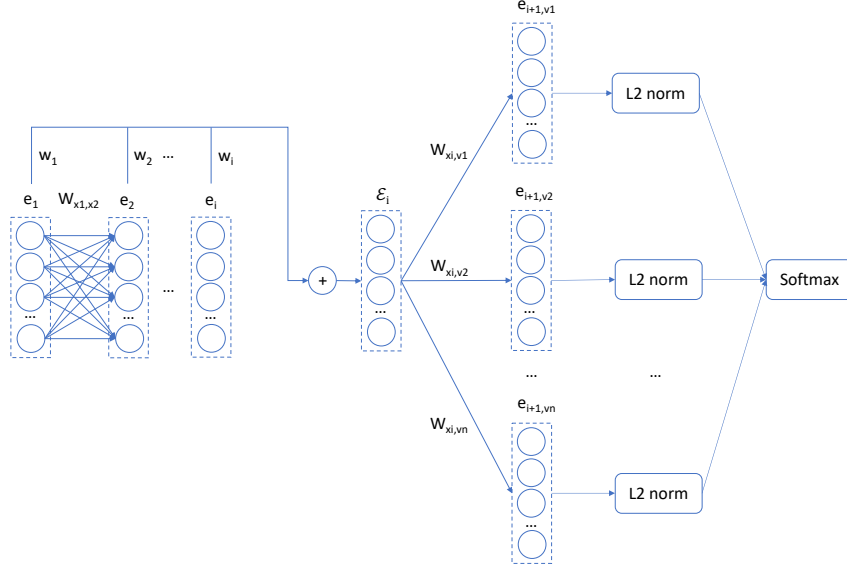 e_{i+1,v1}
L2 norm
w_1
w_2 ...
w_i
W_{xi,v1}
e_1
W_{x1,x2}
e_2
e_i
ℰ_i
e_{i+1,v2}
...
...
...
...
...
+
W_{xi,v2}
...
...
L2 norm
Softmax
...
...
...
W_{xi,vn}
e_{i+1,vn}
L2 norm
...